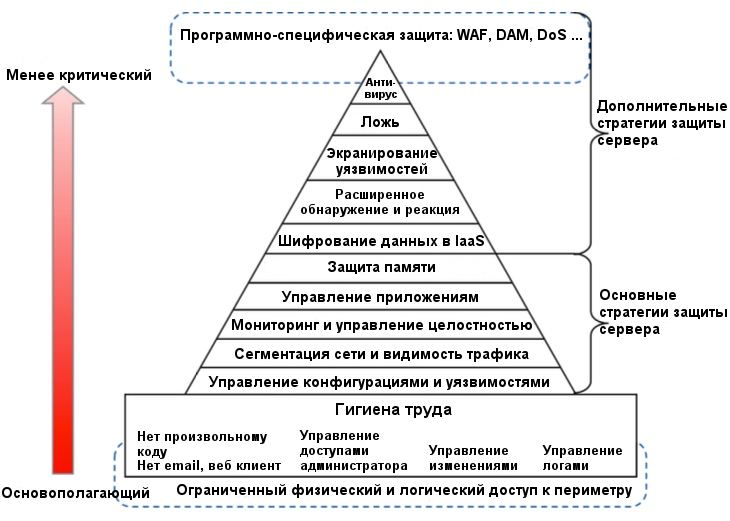 Программно-специфическая защита: WAF, DAM, DoS ...
Менее критический
Анти-
вирус
Ложь
Экранирование
уязвимостей
Расширенное
обнаружение и реакция
Шифрование данных в IaaS
Дополнительные
стратегии защиты
сервера
Защита памяти
Управление приложениям
Мониторинг и управление целостностью
Сегментация сети и видимость трафика
Управление конфигурациями и уязвимостями
Основные
стратегии защиты
сервера
Гигиена труда
Нет произвольному
коду
Нет email, веб клиент
Управление
доступами
администратора
Управление
изменениями
Управление
логами
Основополагающий
Ограниченный физический и логический доступ к периметру